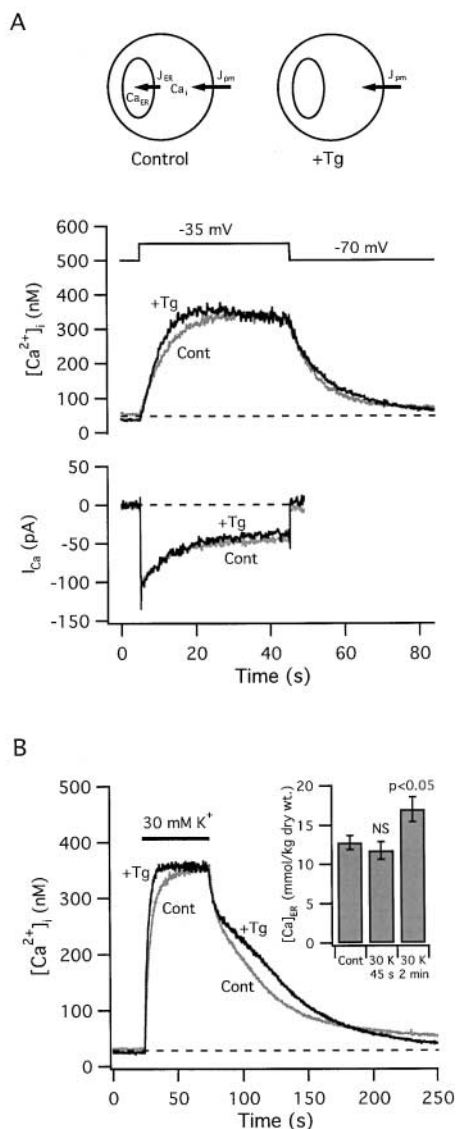 A
J_ER
Ca_ER
Ca_i
J_pm
J_pm
Control
+Tg
-35 mV
-70 mV
600
500
400
300
200
100
0
[Ca²⁺]_i (nM)
+Tg
Cont
50
0
-50
-100
-150
I_Ca (pA)
+Tg
Cont
0 20 40 60 80
Time (s)
B
500
400
300
200
100
0
[Ca²⁺]_i (nM)
30 mM K⁺
+Tg
Cont
+Tg
Cont
p<0.05
NS
20
15
10
5
0
[Ca]_ER (mmol/kg dry wt.)
Cont 30 K 30 K
45 s 2 min
0 50 100 150 200 250
Time (s)